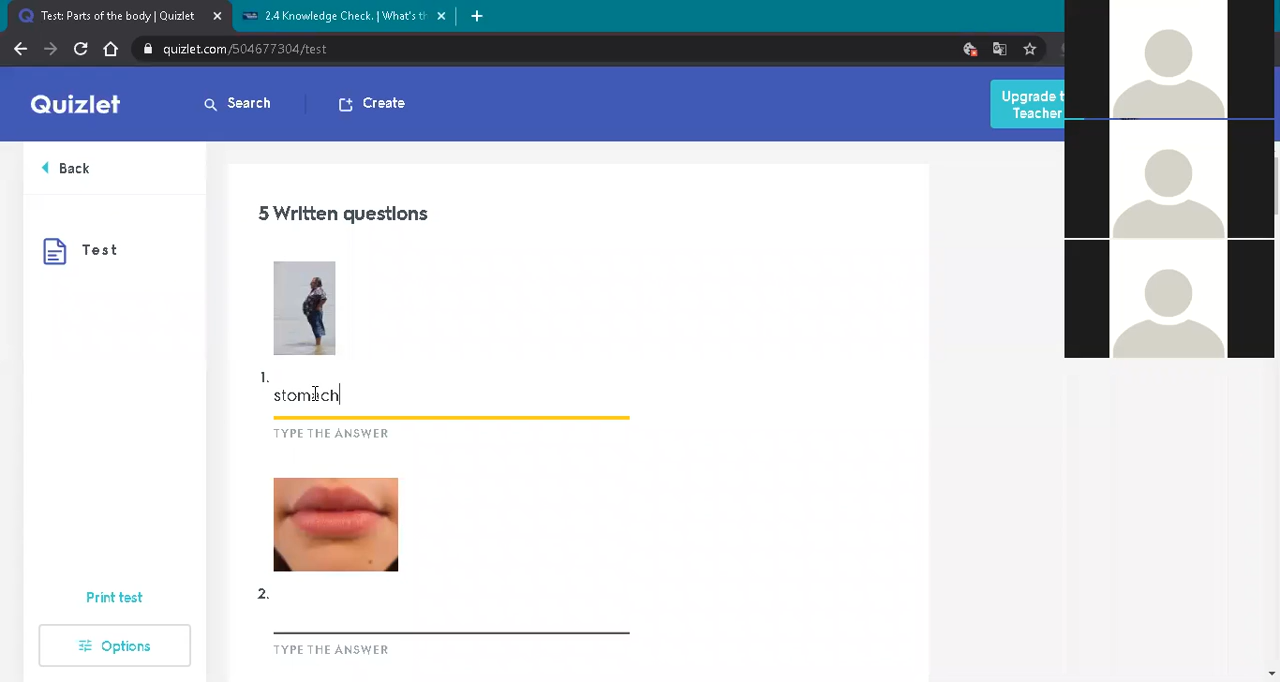 Test: Parts of the body | Quizlet
2.4 Knowledge Check. | What's th
quizlet.com/504677304/test
Quizlet
Search
Create
Upgrade t
Teacher
Back
Test
5 Written questions
1.
stomach
TYPE THE ANSWER
2.
TYPE THE ANSWER
Print test
Options